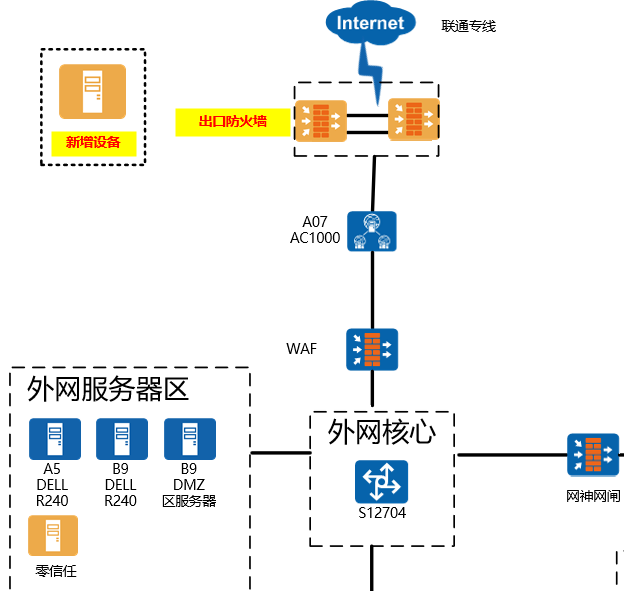 Internet
联通专线
新增设备
出口防火墙
A07
AC1000
WAF
外网服务器区
A5
DELL
R240
B9
DELL
R240
B9
DMZ
区服务器
零信任
外网核心
S12704
网神网闸